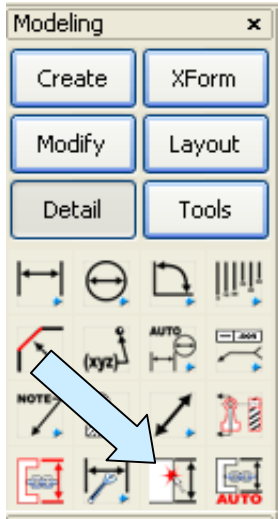 Modeling x
Create XForm
Modify Layout
Detail Tools
(xyz) AUTO
NOTE
AUTO